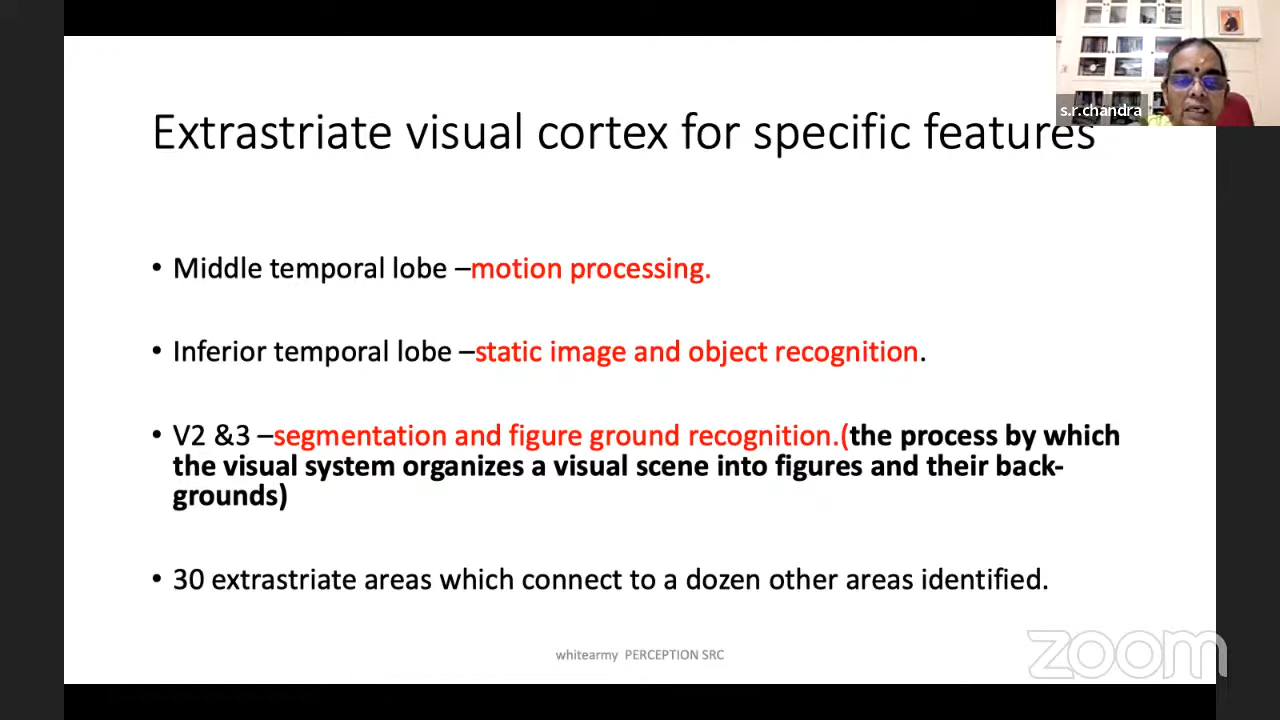 s.r.chandra
Extrastriate visual cortex for specific features
• Middle temporal lobe –motion processing.
• Inferior temporal lobe –static image and object recognition.
• V2 &3 –segmentation and figure ground recognition.(the process by which
the visual system organizes a visual scene into figures and their back-
grounds)
• 30 extrastriate areas which connect to a dozen other areas identified.
whitearmy PERCEPTION SRC
zoom